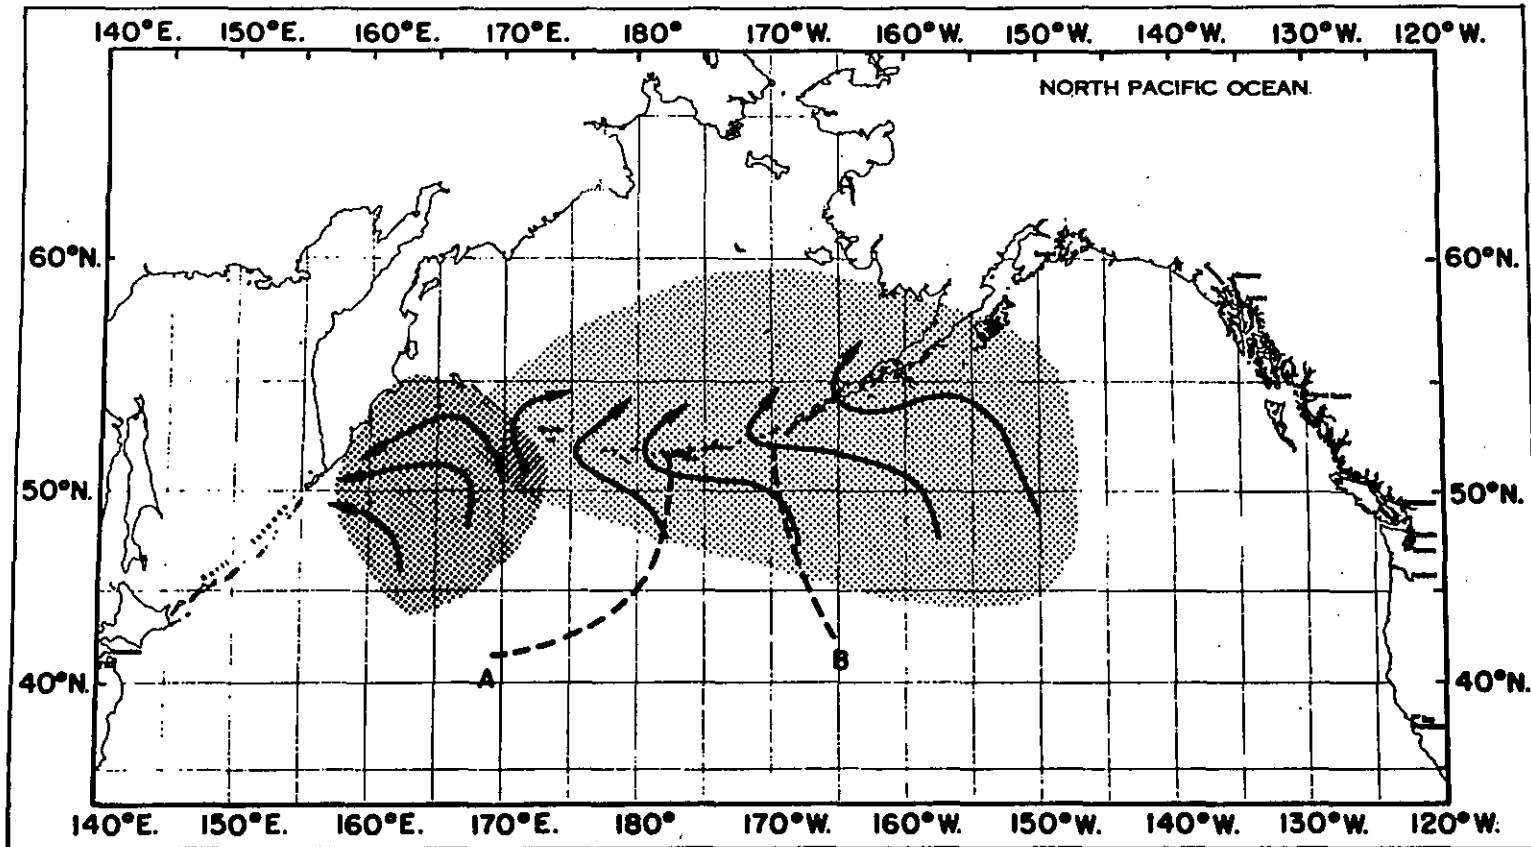 140°E. 150°E. 160°E. 170°E. 180° 170°W. 160°W. 150°W. 140°W. 130°W. 120°W.
NORTH PACIFIC OCEAN.
60°N. 60°N.
50°N. 50°N.
B
A
40°N. 40°N.
140°E. 150°E. 160°E. 170°E. 180° 170°W. 160°W. 150°W. 140°W. 130°W. 120°W.